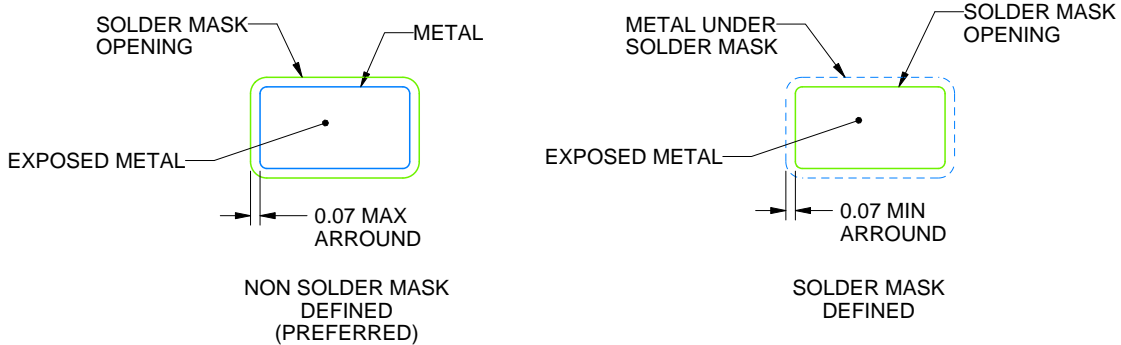 SOLDER MASK
OPENING
METAL
EXPOSED METAL
0.07 MAX
ARROUND
NON SOLDER MASK
DEFINED
(PREFERRED)
METAL UNDER
SOLDER MASK
SOLDER MASK
OPENING
EXPOSED METAL
0.07 MIN
ARROUND
SOLDER MASK
DEFINED